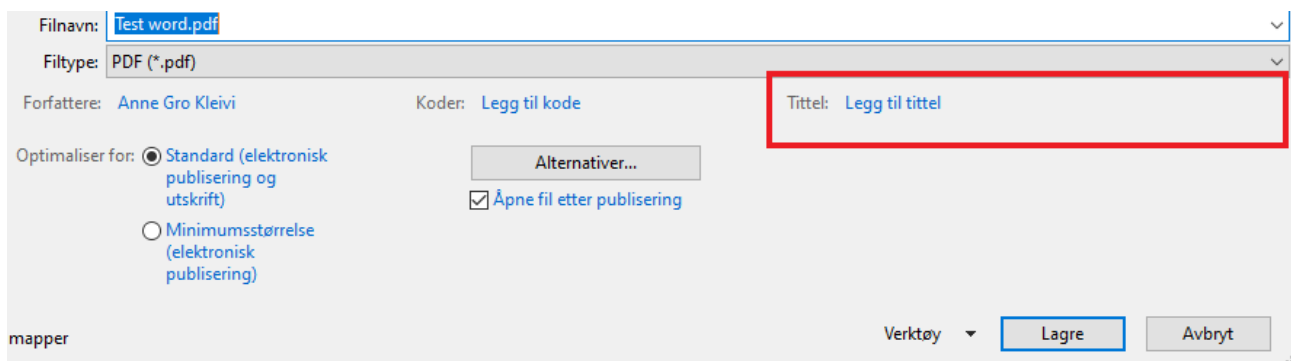 Filnavn: Test word.pdf
Filtype: PDF (*.pdf)
Forfattere: Anne Gro Kleivi Koder: Legg til kode Tittel: Legg til tittel
Optimaliser for: Standard (elektronisk
publisering og
utskrift)
Alternativer...
Åpne fil etter publisering
Minimumsstørrelse
(elektronisk
publisering)
mapper Verktøy Lagre Avbryt